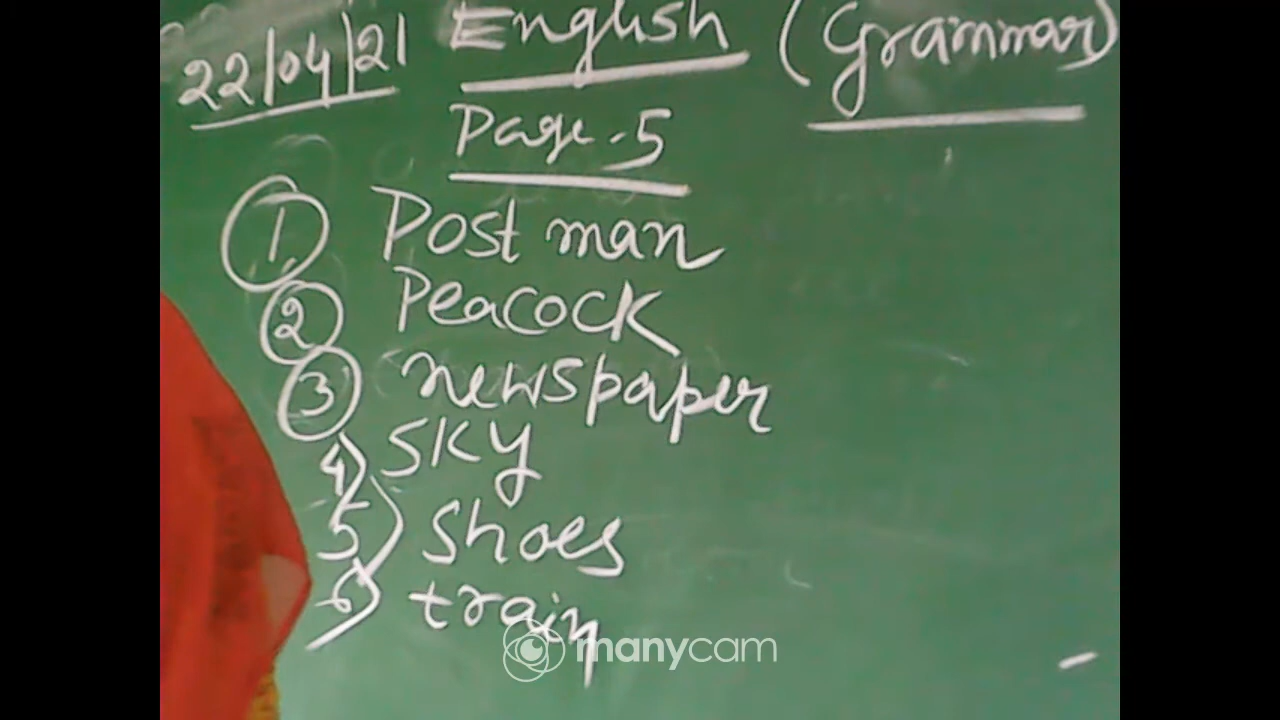 22/04/21 English (Grammar)
Page-5
1. Post man
2 Peacock
3 newspaper
4) Sky
5) Shoes
6) train
manycam